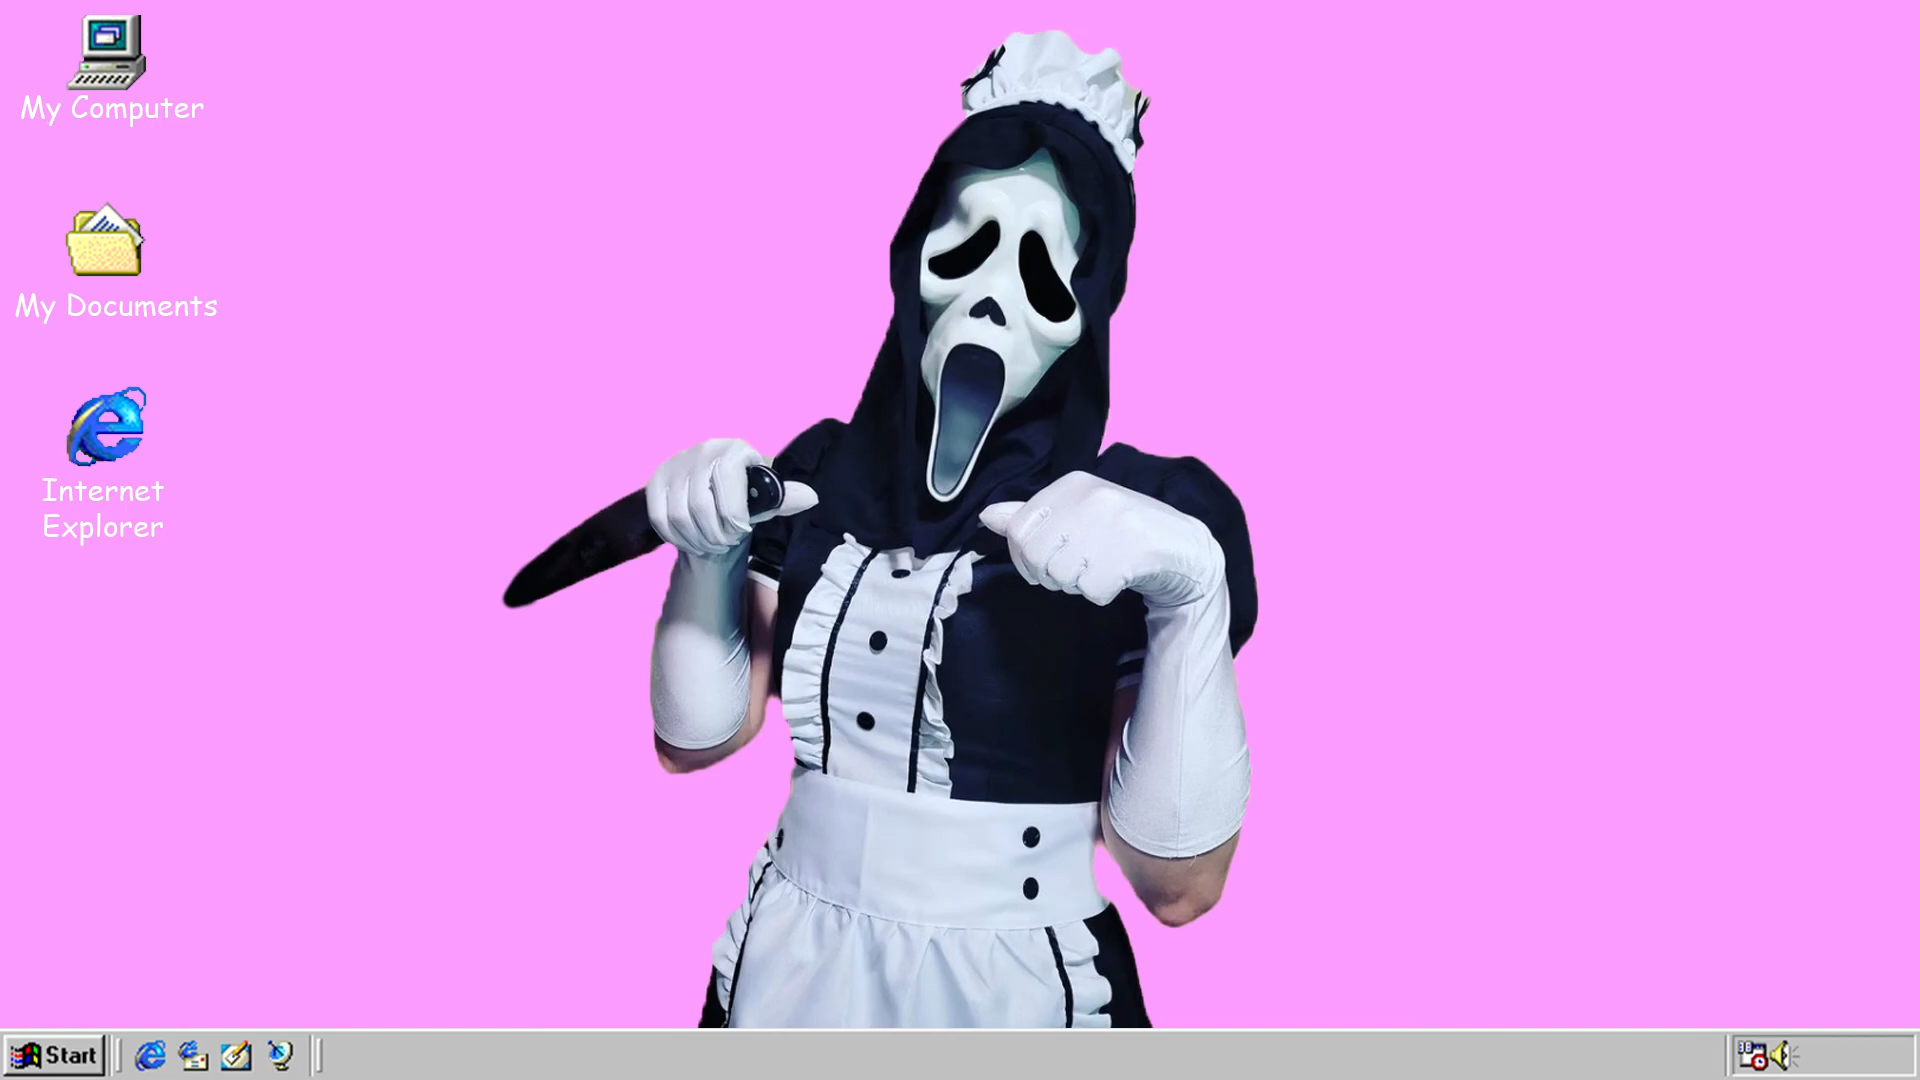 My Computer
My Documents
Internet
Explorer
Start